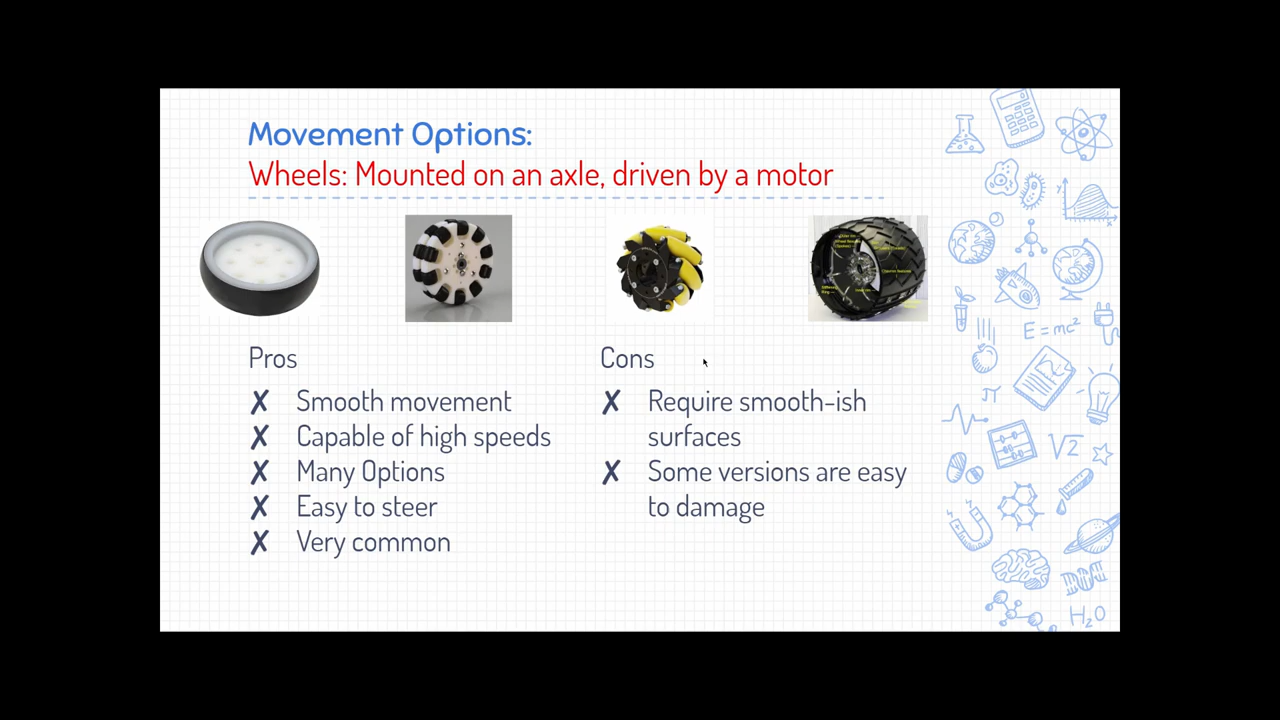 Movement Options:
Wheels: Mounted on an axle, driven by a motor
Pros
✗ Smooth movement
✗ Capable of high speeds
✗ Many Options
✗ Easy to steer
✗ Very common
Cons
✗ Require smooth-ish
surfaces
✗ Some versions are easy
to damage
E=mc²
π
√2
H₂O
y
x